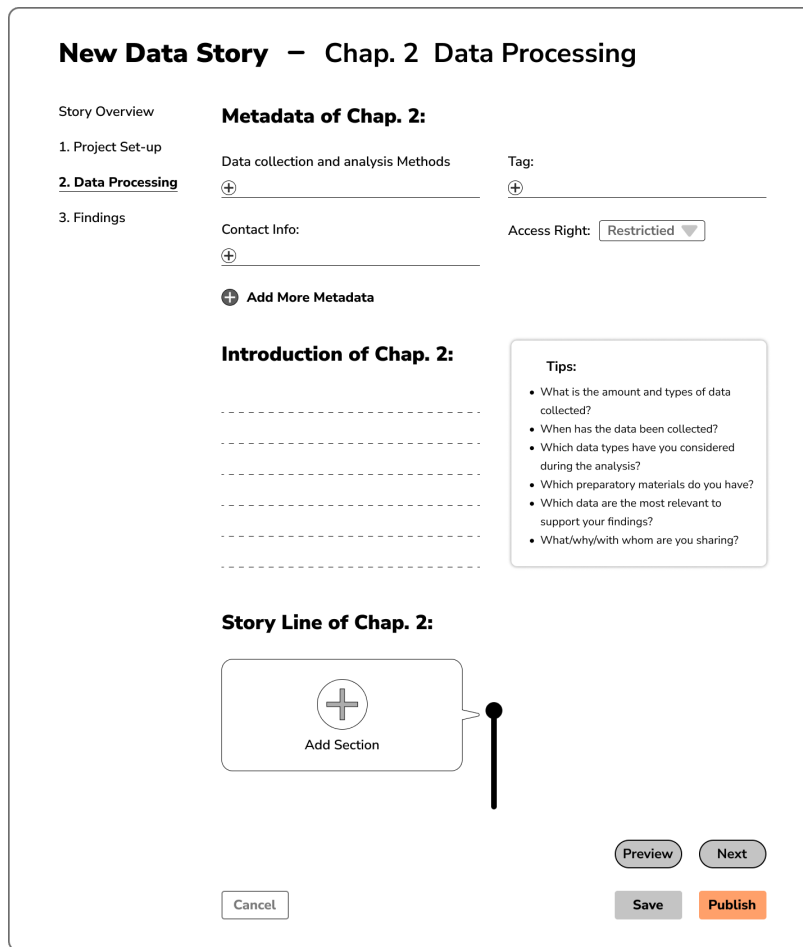 New Data Story – Chap. 2 Data Processing
Story Overview
1. Project Set-up
2. Data Processing
3. Findings
Metadata of Chap. 2:
Data collection and analysis Methods
Tag:
Contact Info:
Access Right: Restrictied
Add More Metadata
Introduction of Chap. 2:
Tips:
• What is the amount and types of data
collected?
• When has the data been collected?
• Which data types have you considered
during the analysis?
• Which preparatory materials do you have?
• Which data are the most relevant to
support your findings?
• What/why/with whom are you sharing?
Story Line of Chap. 2:
Add Section
Preview
Next
Cancel
Save
Publish